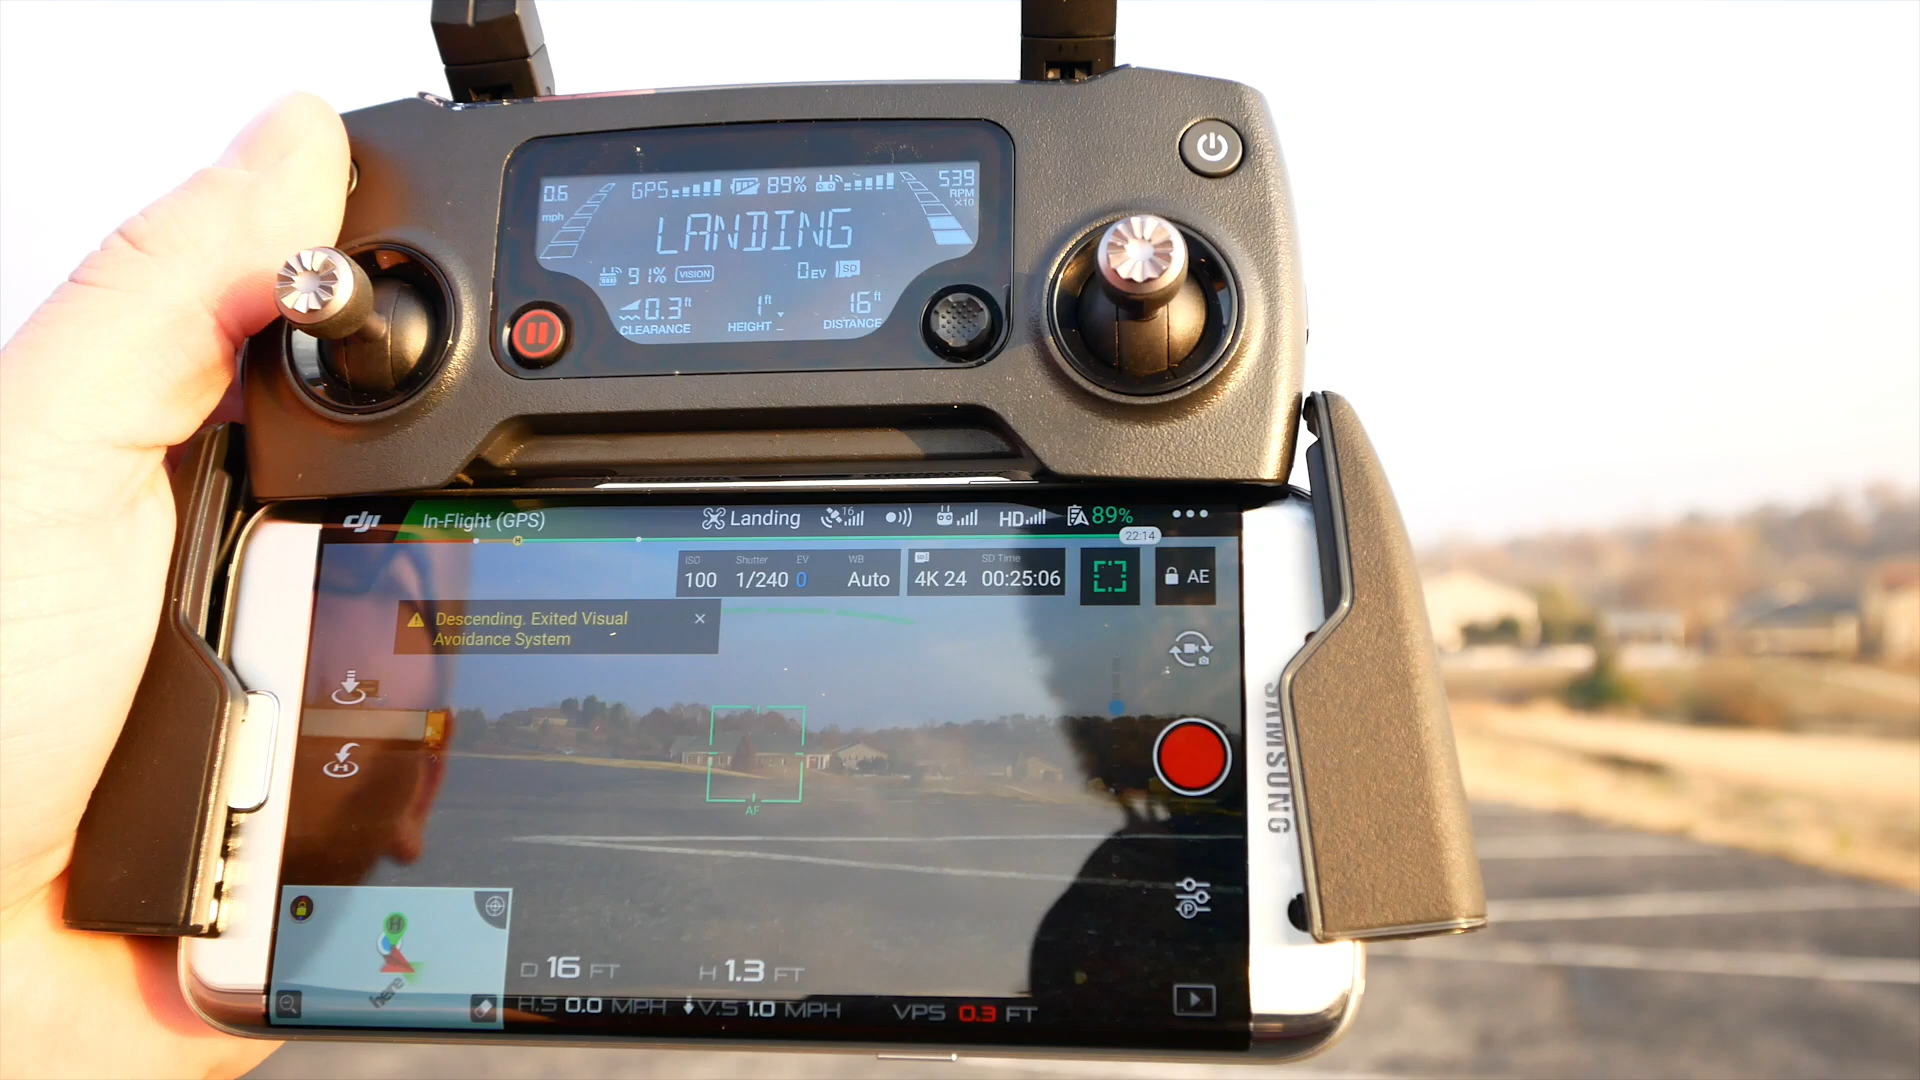 0.6 GPS 89% 539
mph RPM
X10
LANDING
91% VISION 0EV SD
0.3ft 1ft 16ft
CLEARANCE HEIGHT DISTANCE
dji In-Flight (GPS) Landing 16 HD 89% •••
H 22:14
ISO Shutter EV WB SD Time
100 1/240 0 Auto 4K 24 00:25:06 AE
Descending. Exited Visual ×
Avoidance System
H
AF
SAMSUNG
P
H
here
D 16 FT H 1.3 FT
H.S 0.0 MPH V.S 1.0 MPH VPS 0.3 FT